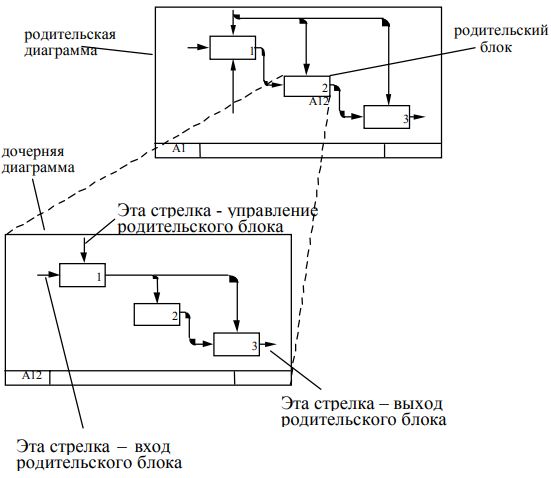 родительская
диаграмма
родительский
блок
1
2
A12
3
A1
дочерняя
диаграмма
Эта стрелка - управление
родительского блока
1
2
3
A12
Эта стрелка – выход
родительского блока
Эта стрелка – вход
родительского блока